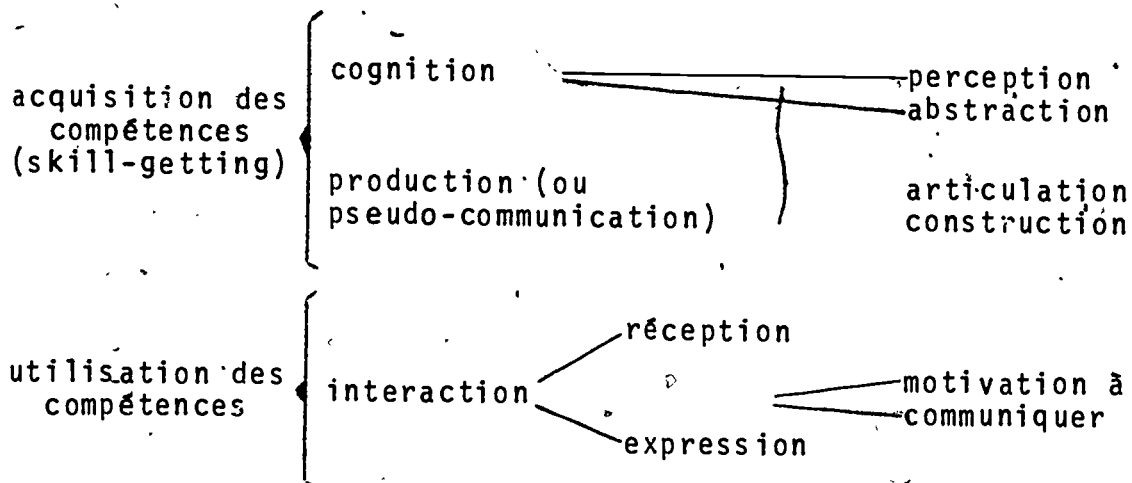 acquisition des
compétences
(skill-getting)
cognition
perception
abstraction
production (ou
pseudo-communication)
articulation
construction
utilisation des
compétences
interaction
réception
expression
motivation à
communiquer